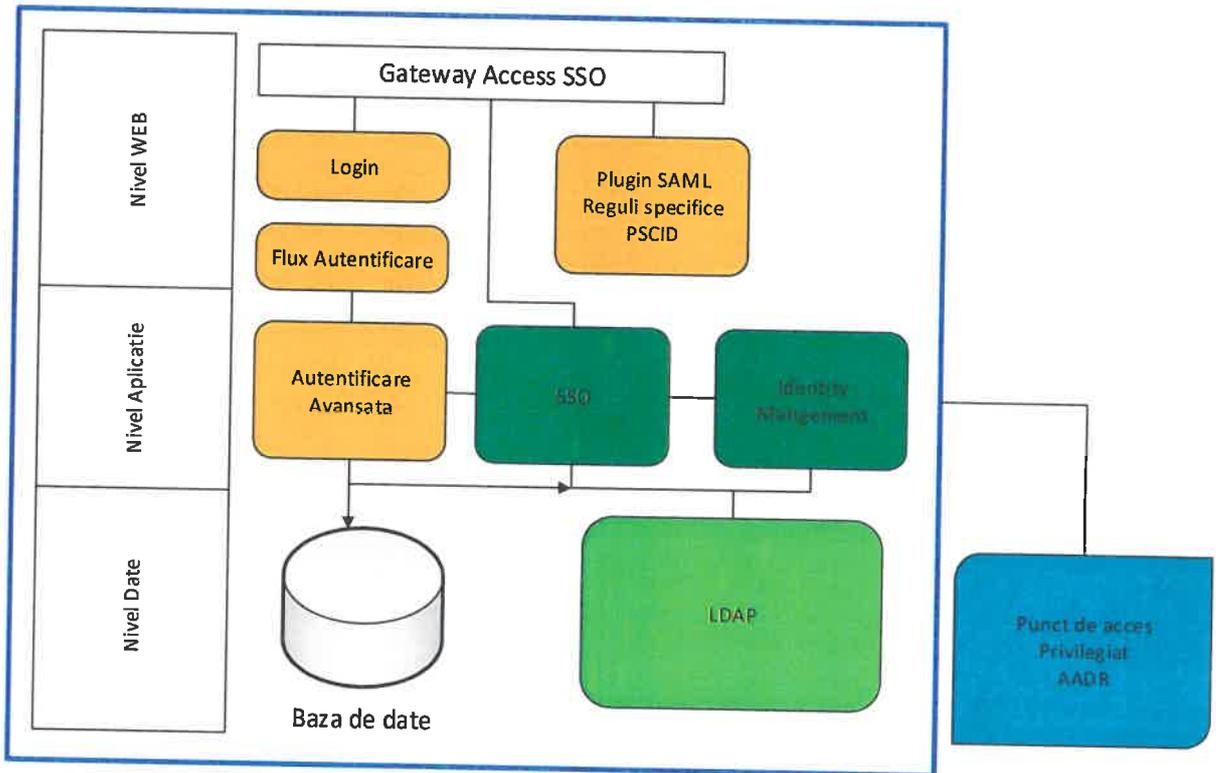 Gateway Access SSO
Nivel WEB
Login
Plugin SAML
Reguli specifice
PSCID
Flux Autentificare
Nivel Aplicatie
Autentificare
Avansata
SSO
Identity
Mangement
Nivel Date
LDAP
Baza de date
Punct de acces
Privilegiat
AADR